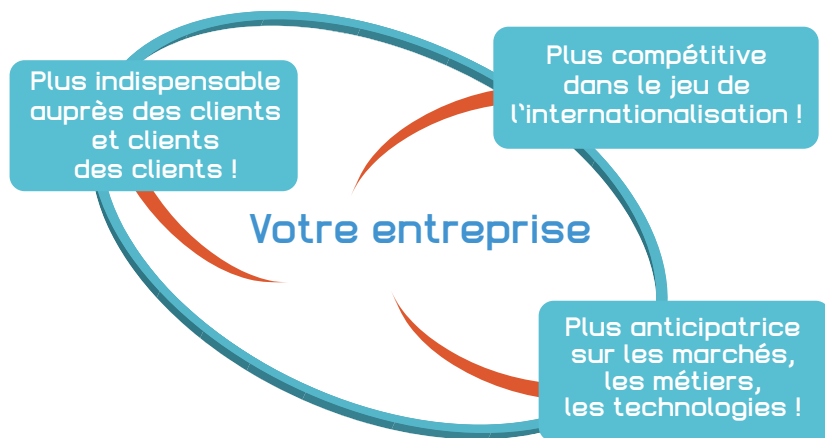 Plus indispensable
auprès des clients
et clients
des clients !
Plus compétitive
dans le jeu de
l'internationalisation !
Votre entreprise
Plus anticipatrice
sur les marchés,
les métiers,
les technologies !